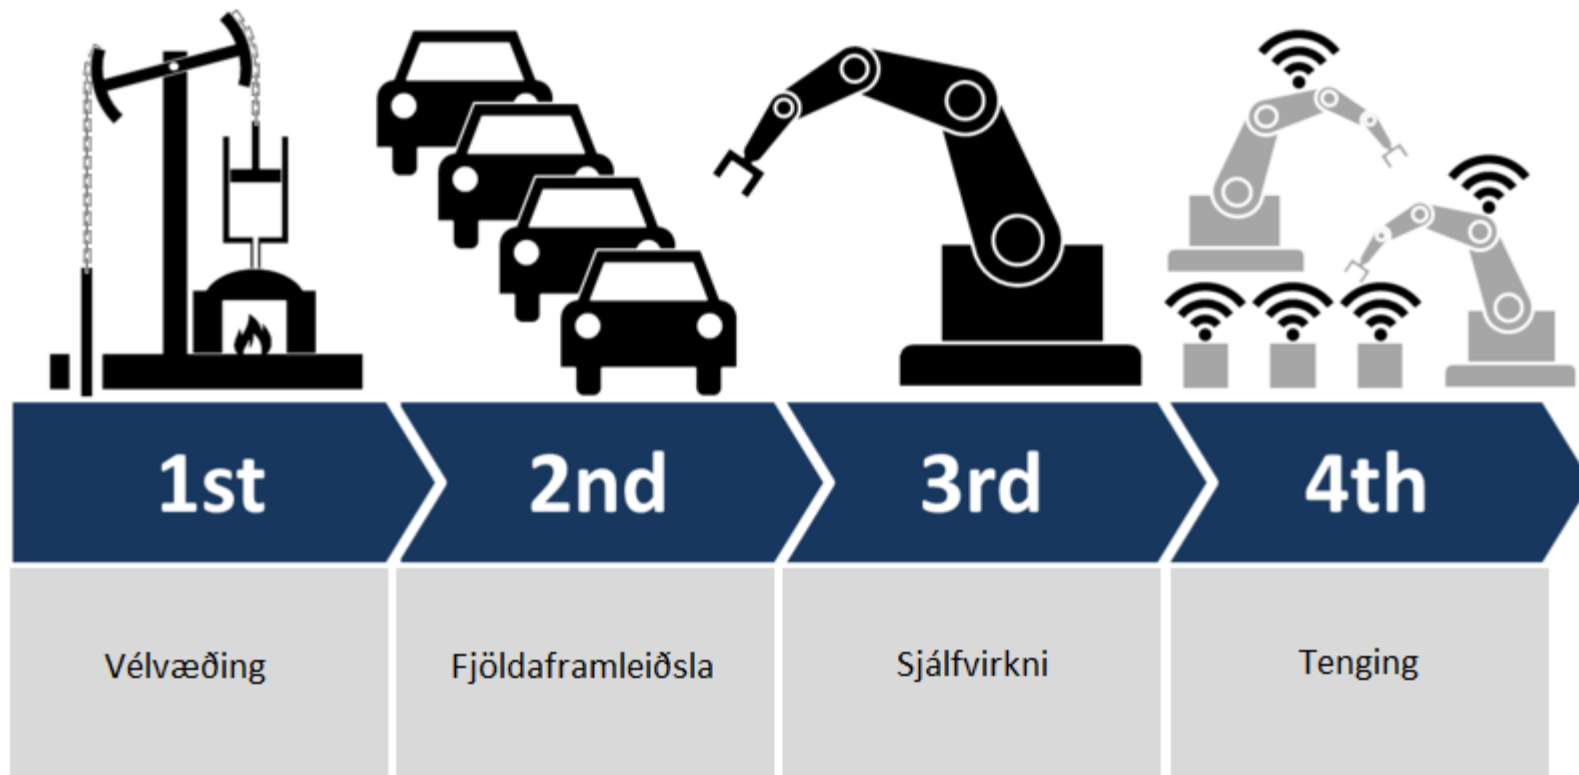 1st
2nd
3rd
4th
Vélvæðing
Fjöldaframleiðsla
Sjálfvirkni
Tenging